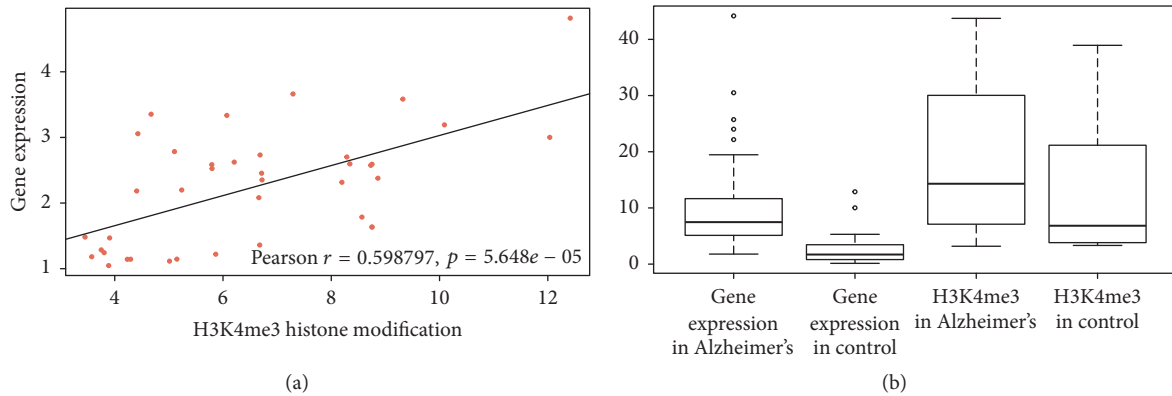 Gene expression
4
3
2
1
Pearson r = 0.598797, p = 5.648e − 05
4 6 8 10 12
H3K4me3 histone modification
(a)
40
30
20
10
0
Gene
expression
in Alzheimer's
Gene
expression
in control
H3K4me3
in Alzheimer's
H3K4me3
in control
(b)